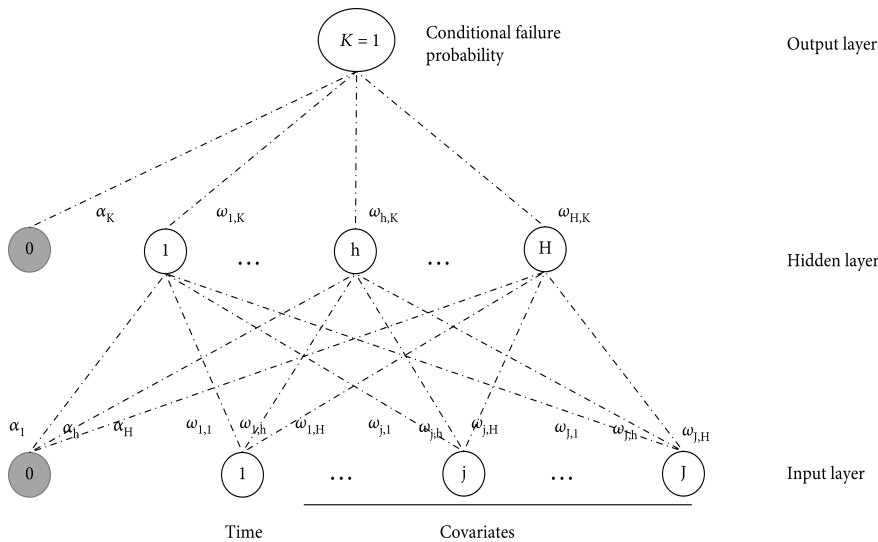 K = 1
Conditional failure
probability
Output layer
α_K ω_1,K ω_h,K ω_H,K
0 1 … h … H
Hidden layer
α_1 α_h α_H ω_1,1 ω_1,h ω_1,H ω_j,1 ω_j,h ω_j,H ω_J,1 ω_J,h ω_J,H
0 1 … j … J
Input layer
Time Covariates